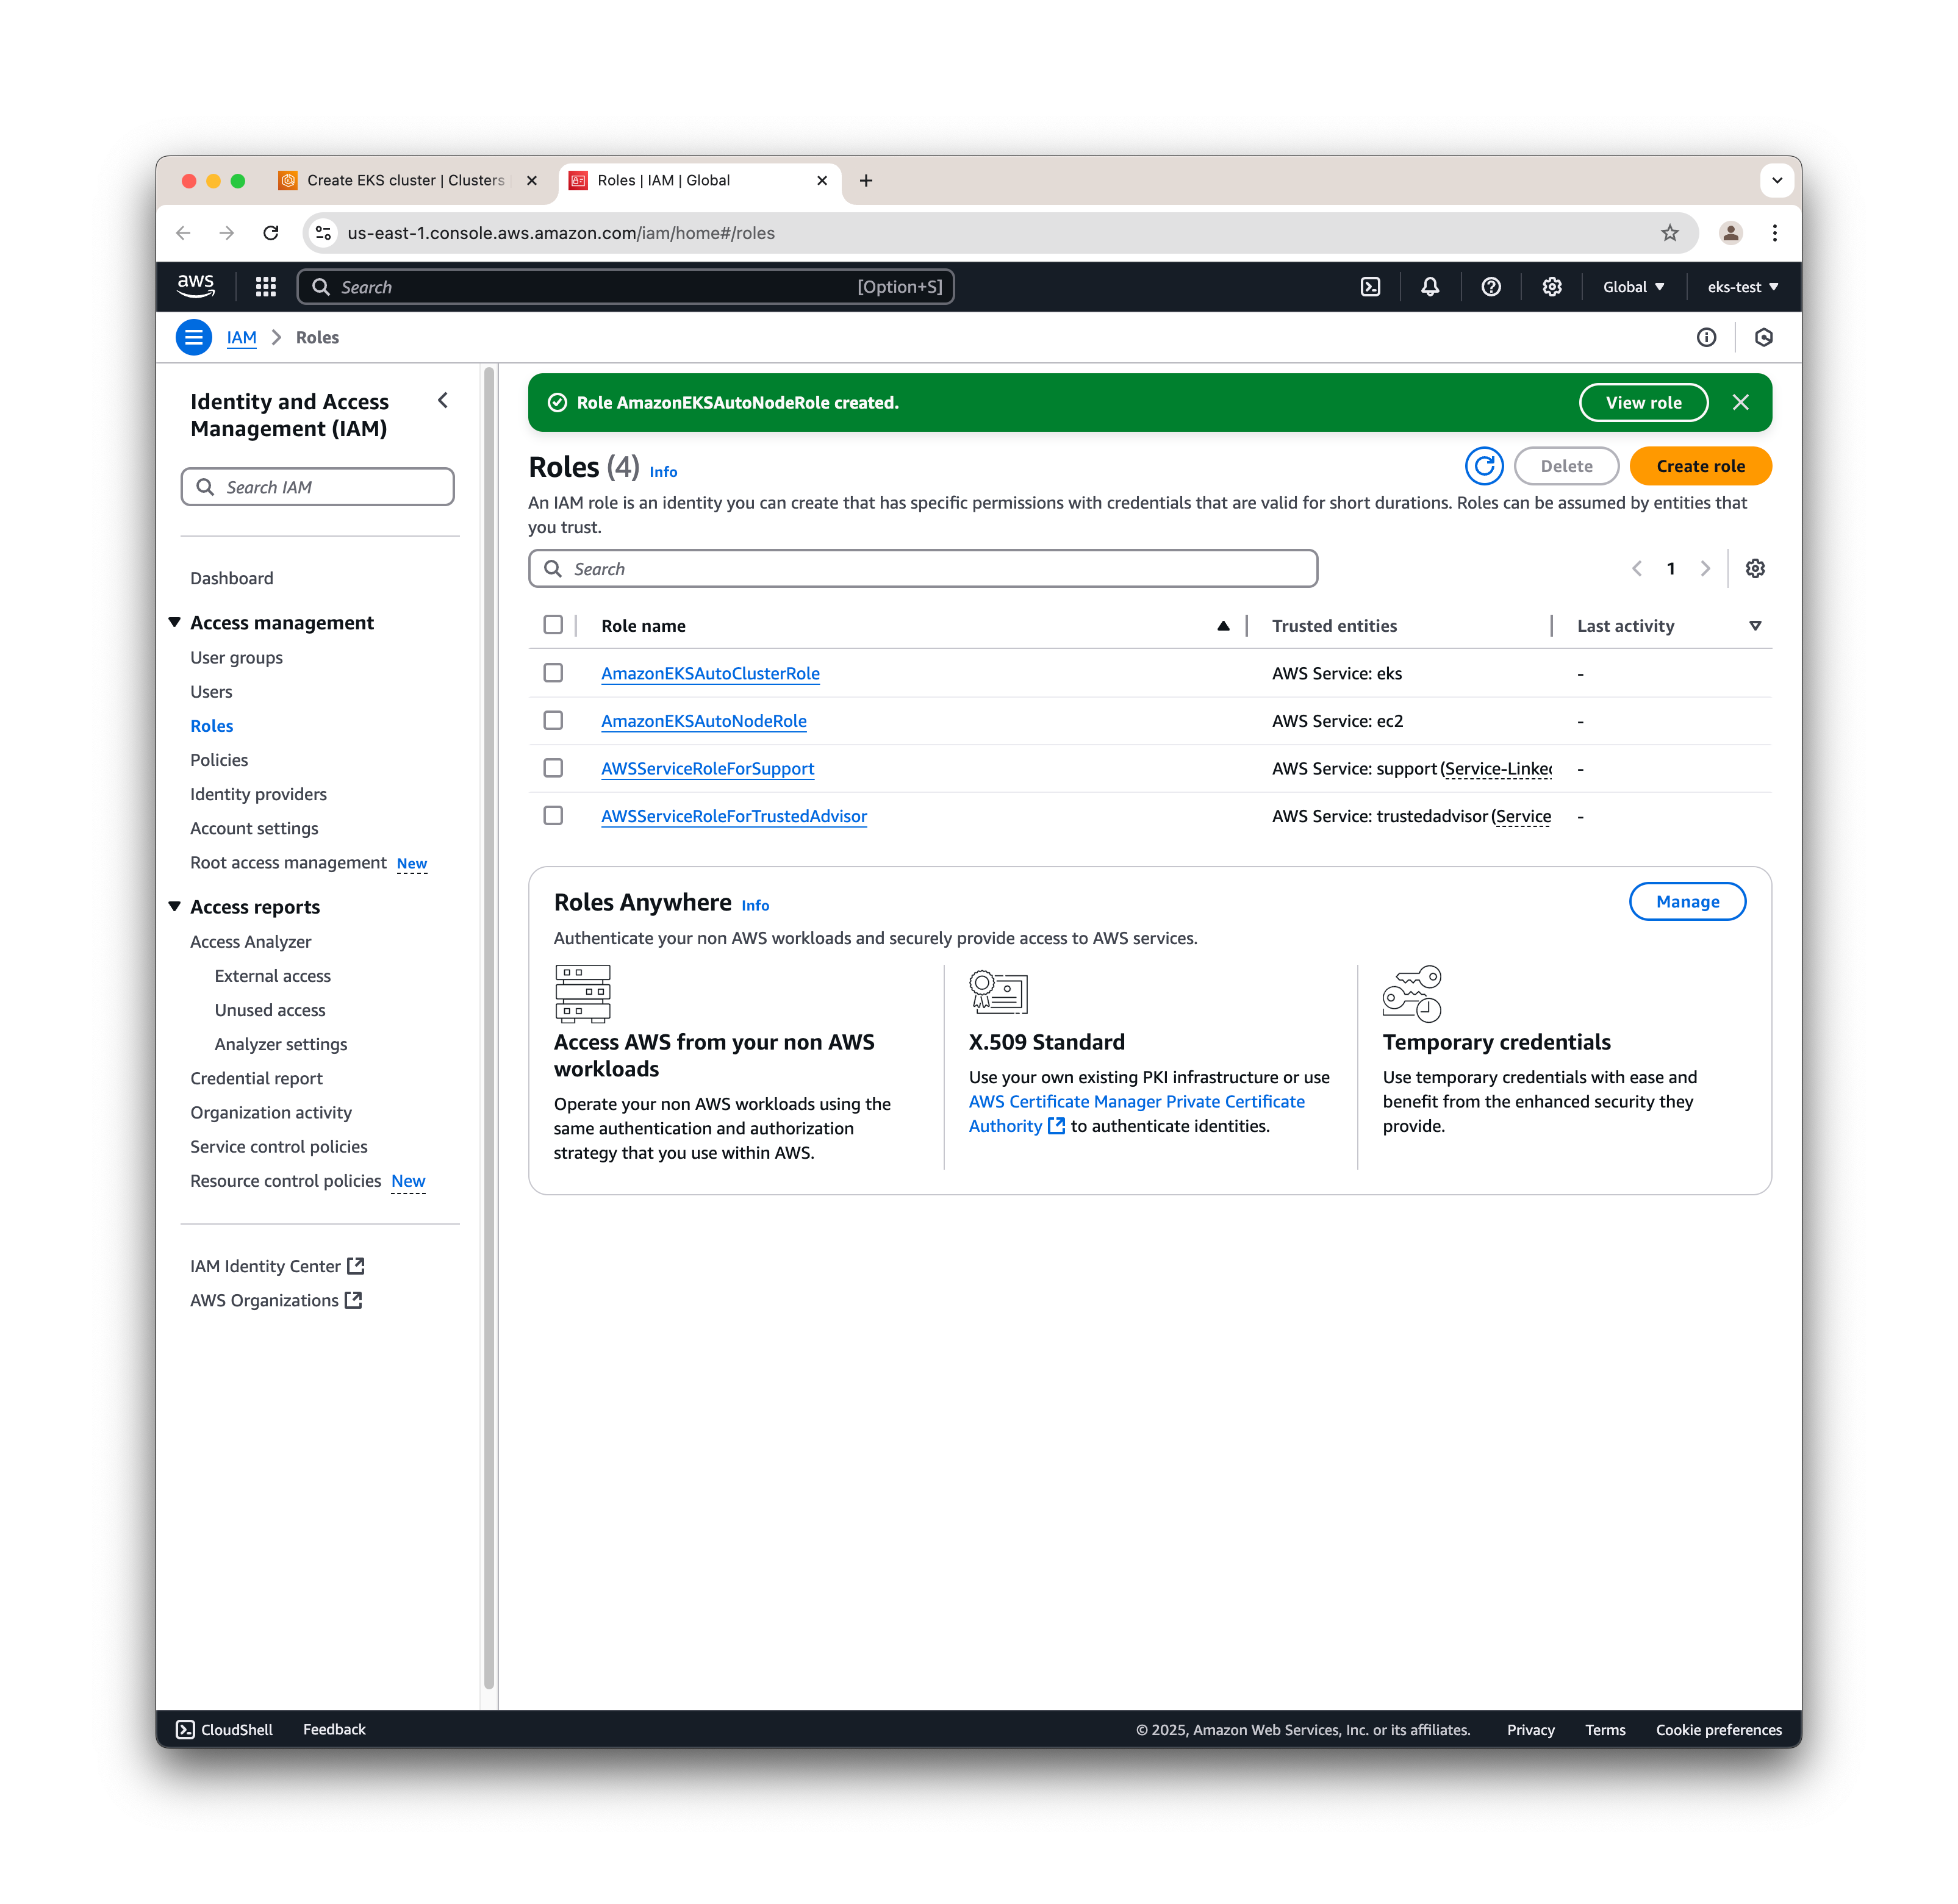 Create EKS cluster | Clusters
Roles | IAM | Global
us-east-1.console.aws.amazon.com/iam/home#/roles
aws
Search
[Option+S]
Global
eks-test
IAM
Roles
Identity and Access
Management (IAM)
Search IAM
Dashboard
Access management
User groups
Users
Roles
Policies
Identity providers
Account settings
Root access management New
Access reports
Access Analyzer
External access
Unused access
Analyzer settings
Credential report
Organization activity
Service control policies
Resource control policies New
IAM Identity Center
AWS Organizations
Role AmazonEKSAutoNodeRole created.
View role
Roles (4) Info
Delete
Create role
An IAM role is an identity you can create that has specific permissions with credentials that are valid for short durations. Roles can be assumed by entities that
you trust.
Search
1
Role name Trusted entities Last activity
AmazonEKSAutoClusterRole AWS Service: eks -
AmazonEKSAutoNodeRole AWS Service: ec2 -
AWSServiceRoleForSupport AWS Service: support (Service-Linke -
AWSServiceRoleForTrustedAdvisor AWS Service: trustedadvisor (Service -
Roles Anywhere Info
Manage
Authenticate your non AWS workloads and securely provide access to AWS services.
Access AWS from your non AWS
workloads
Operate your non AWS workloads using the
same authentication and authorization
strategy that you use within AWS.
X.509 Standard
Use your own existing PKI infrastructure or use
AWS Certificate Manager Private Certificate
Authority to authenticate identities.
Temporary credentials
Use temporary credentials with ease and
benefit from the enhanced security they
provide.
CloudShell
Feedback
© 2025, Amazon Web Services, Inc. or its affiliates.
Privacy
Terms
Cookie preferences